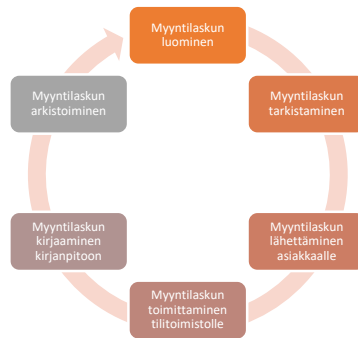 Myyntilaskun
luominen
Myyntilaskun
tarkistaminen
Myyntilaskun
lähettäminen
asiakkaalle
Myyntilaskun
toimittaminen
tilitoimistolle
Myyntilaskun
kirjaaminen
kirjanpitoon
Myyntilaskun
arkistoiminen